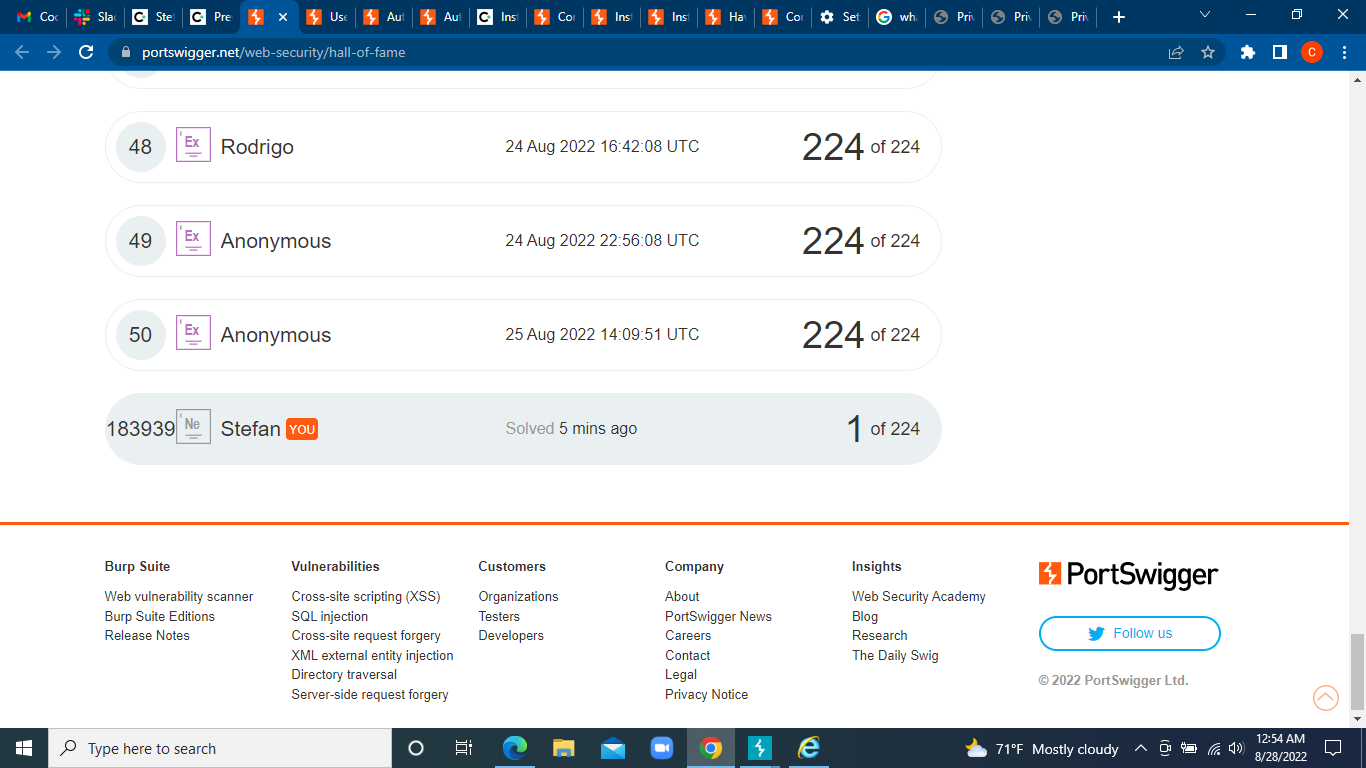 Coc
Slac
Stef
Pre
Use
Aut
Aut
Inst
Cor
Inst
Inst
Hav
Cor
Set
wha
Priv
Priv
Priv
portswigger.net/web-security/hall-of-fame
C
48 Ex Rodrigo 24 Aug 2022 16:42:08 UTC 224 of 224
49 Ex Anonymous 24 Aug 2022 22:56:08 UTC 224 of 224
50 Ex Anonymous 25 Aug 2022 14:09:51 UTC 224 of 224
183939 Ne Stefan YOU Solved 5 mins ago 1 of 224
Burp Suite
Web vulnerability scanner
Burp Suite Editions
Release Notes
Vulnerabilities
Cross-site scripting (XSS)
SQL injection
Cross-site request forgery
XML external entity injection
Directory traversal
Server-side request forgery
Customers
Organizations
Testers
Developers
Company
About
PortSwigger News
Careers
Contact
Legal
Privacy Notice
Insights
Web Security Academy
Blog
Research
The Daily Swig
PortSwigger
Follow us
© 2022 PortSwigger Ltd.
Type here to search
71°F Mostly cloudy
12:54 AM
8/28/2022